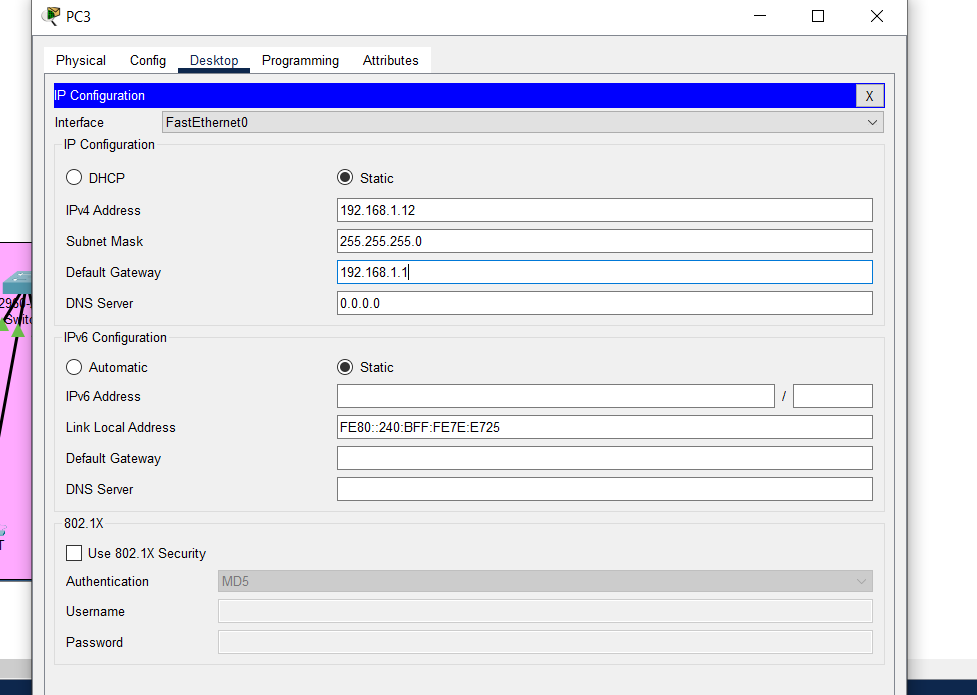 PC3
Physical Config Desktop Programming Attributes
IP Configuration X
Interface FastEthernet0
IP Configuration
DHCP Static
IPv4 Address 192.168.1.12
Subnet Mask 255.255.255.0
Default Gateway 192.168.1.1
DNS Server 0.0.0.0
IPv6 Configuration
Automatic Static
IPv6 Address /
Link Local Address FE80::240:BFF:FE7E:E725
Default Gateway
DNS Server
802.1X
Use 802.1X Security
Authentication MD5
Username
Password